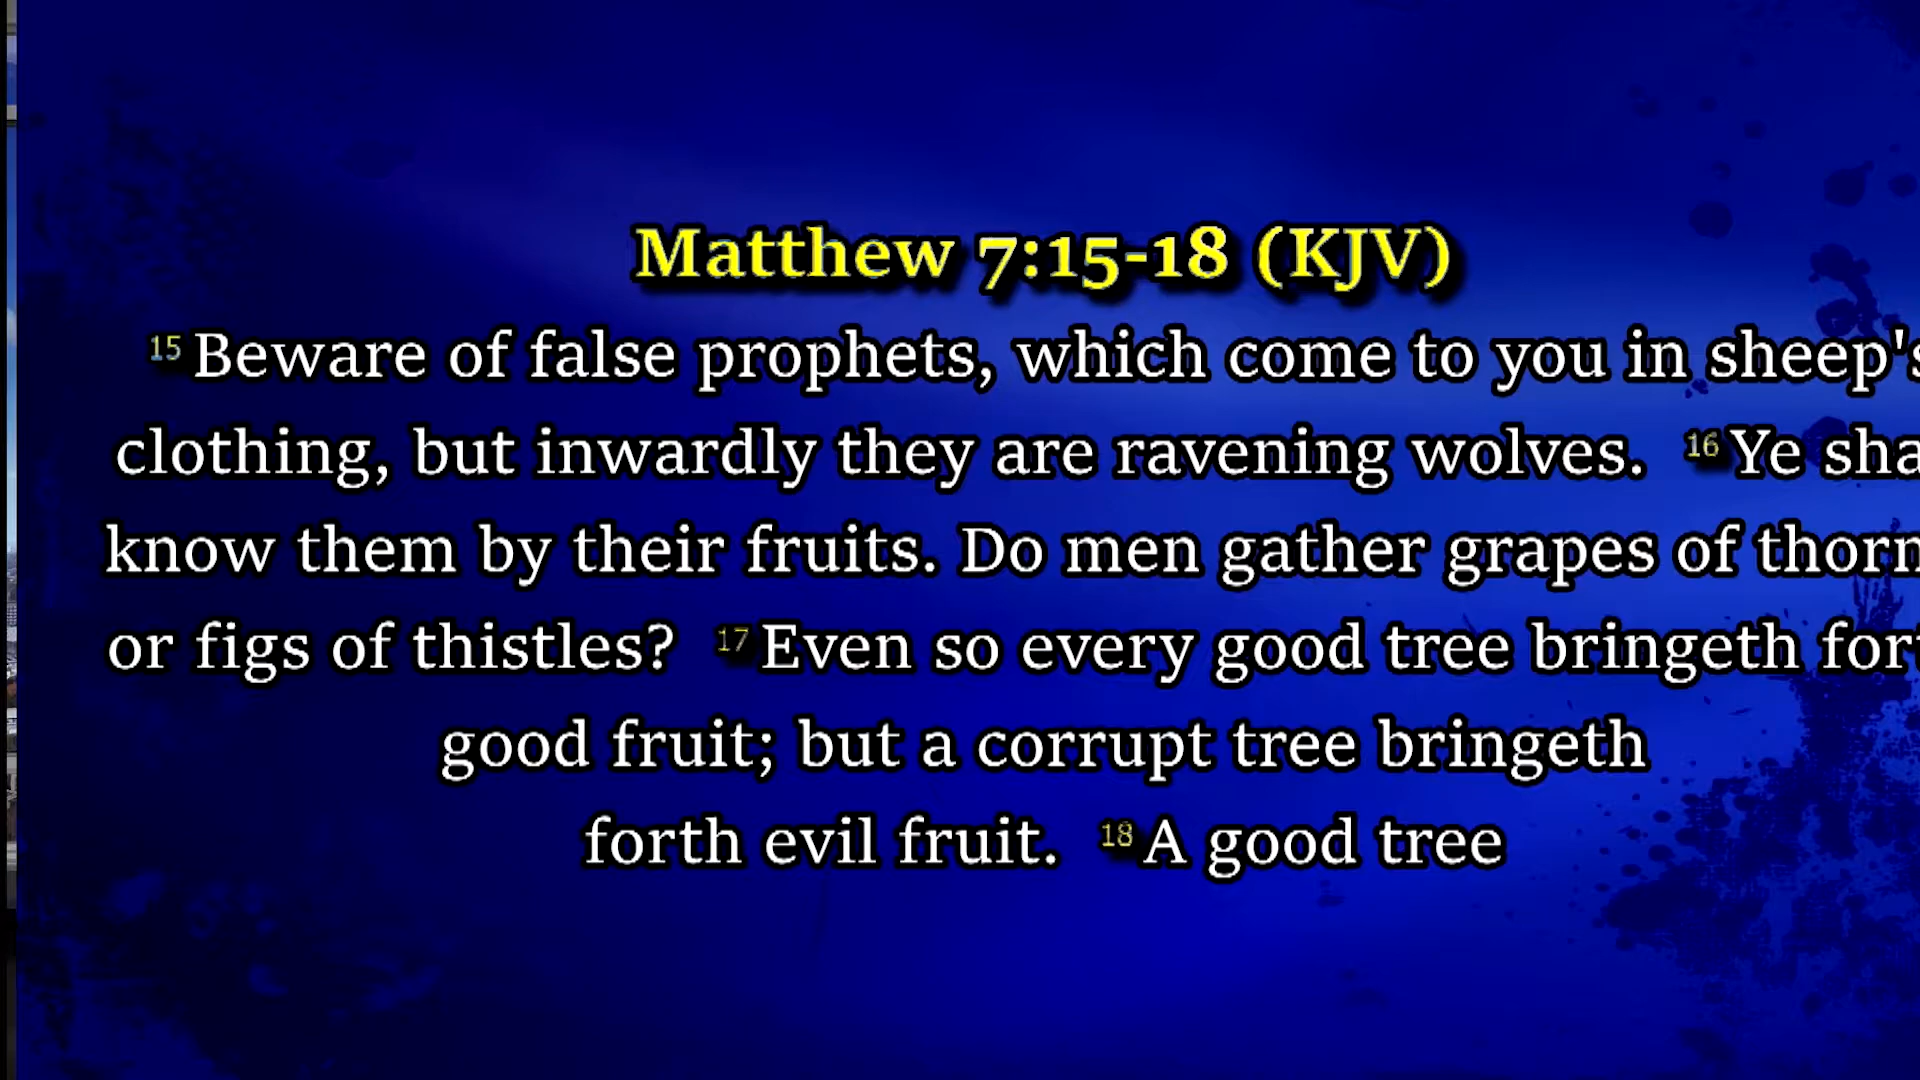 Matthew 7:15-18 (KJV)
15 Beware of false prophets, which come to you in sheep's
clothing, but inwardly they are ravening wolves. 16 Ye sha
know them by their fruits. Do men gather grapes of thorn
or figs of thistles? 17 Even so every good tree bringeth fort
good fruit; but a corrupt tree bringeth
forth evil fruit. 18 A good tree